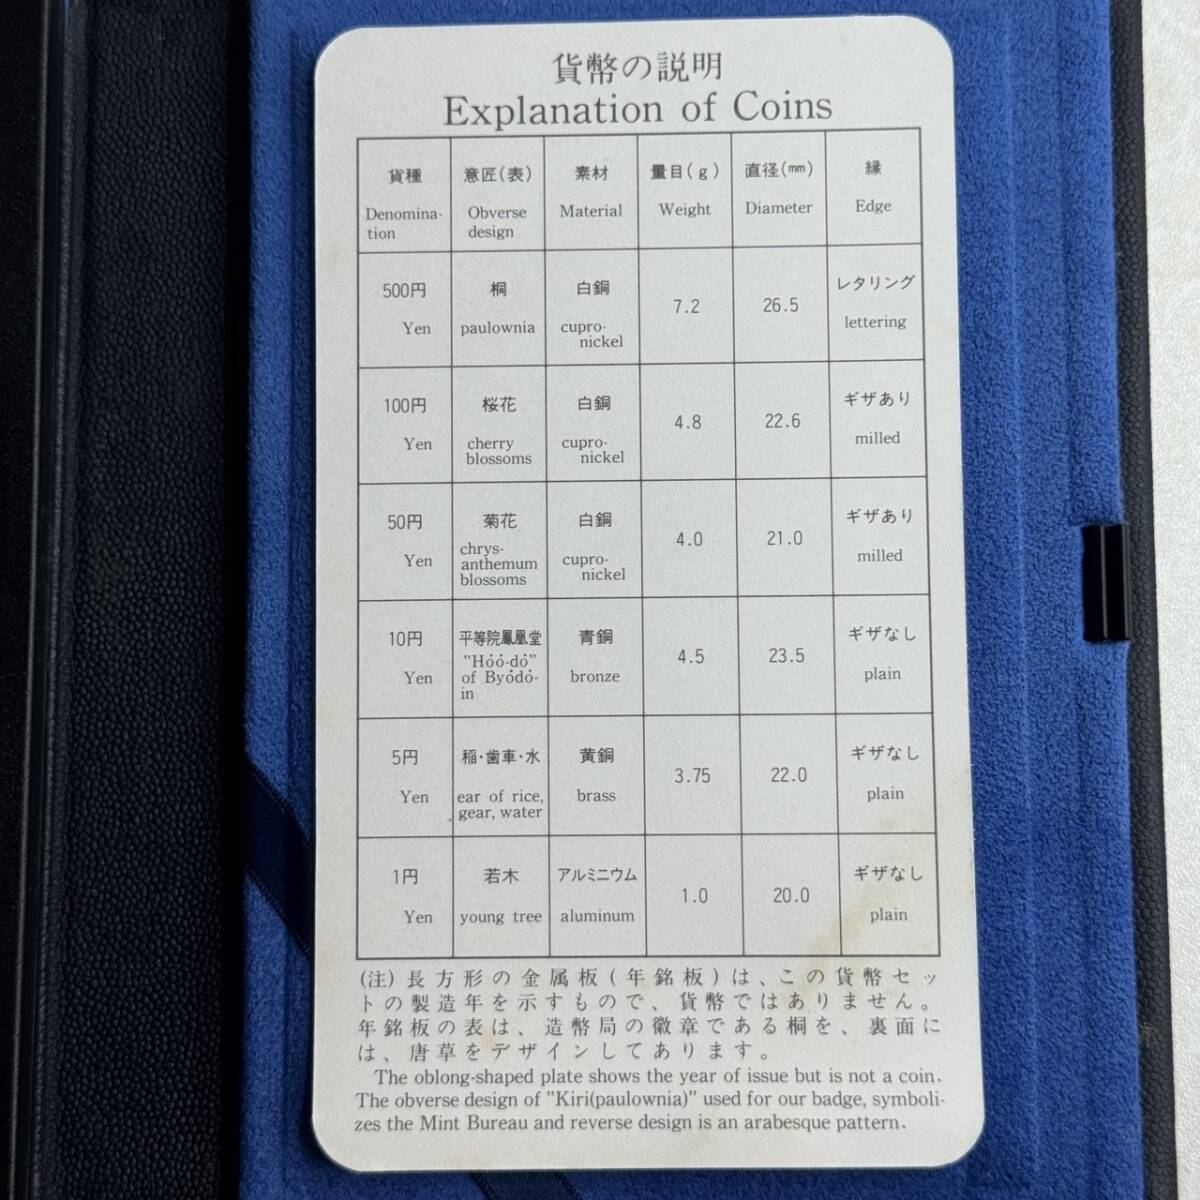 貨幣の説明
Explanation of Coins
貨種 意匠(表) 素材 量目(g) 直径(mm) 縁
Denomina- Obverse Material Weight Diameter Edge
tion design
500円 桐 白銅 7.2 26.5 レタリング
Yen paulownia cupro- lettering
nickel
100円 桜花 白銅 4.8 22.6 ギザあり
Yen cherry cupro- milled
blossoms nickel
50円 菊花 白銅 4.0 21.0 ギザあり
Yen chrys- cupro- milled
anthemum nickel
blossoms
10円 平等院鳳凰堂 青銅 4.5 23.5 ギザなし
Yen "Hȯȯ-dȯ" bronze plain
of Byȯdȯ-
in
5円 稲・歯車・水 黄銅 3.75 22.0 ギザなし
Yen ear of rice, brass plain
gear, water
1円 若木 アルミニウム 1.0 20.0 ギザなし
Yen young tree aluminum plain
(注)長方形の金属板(年銘板)は、この貨幣セッ
トの製造年を示すもので、貨幣ではありません。
年銘板の表は、造幣局の徽章である桐を、裏面に
は、唐草をデザインしてあります。
The oblong-shaped plate shows the year of issue but is not a coin.
The obverse design of "Kiri(paulownia)" used for our badge, symboli-
zes the Mint Bureau and reverse design is an arabesque pattern.